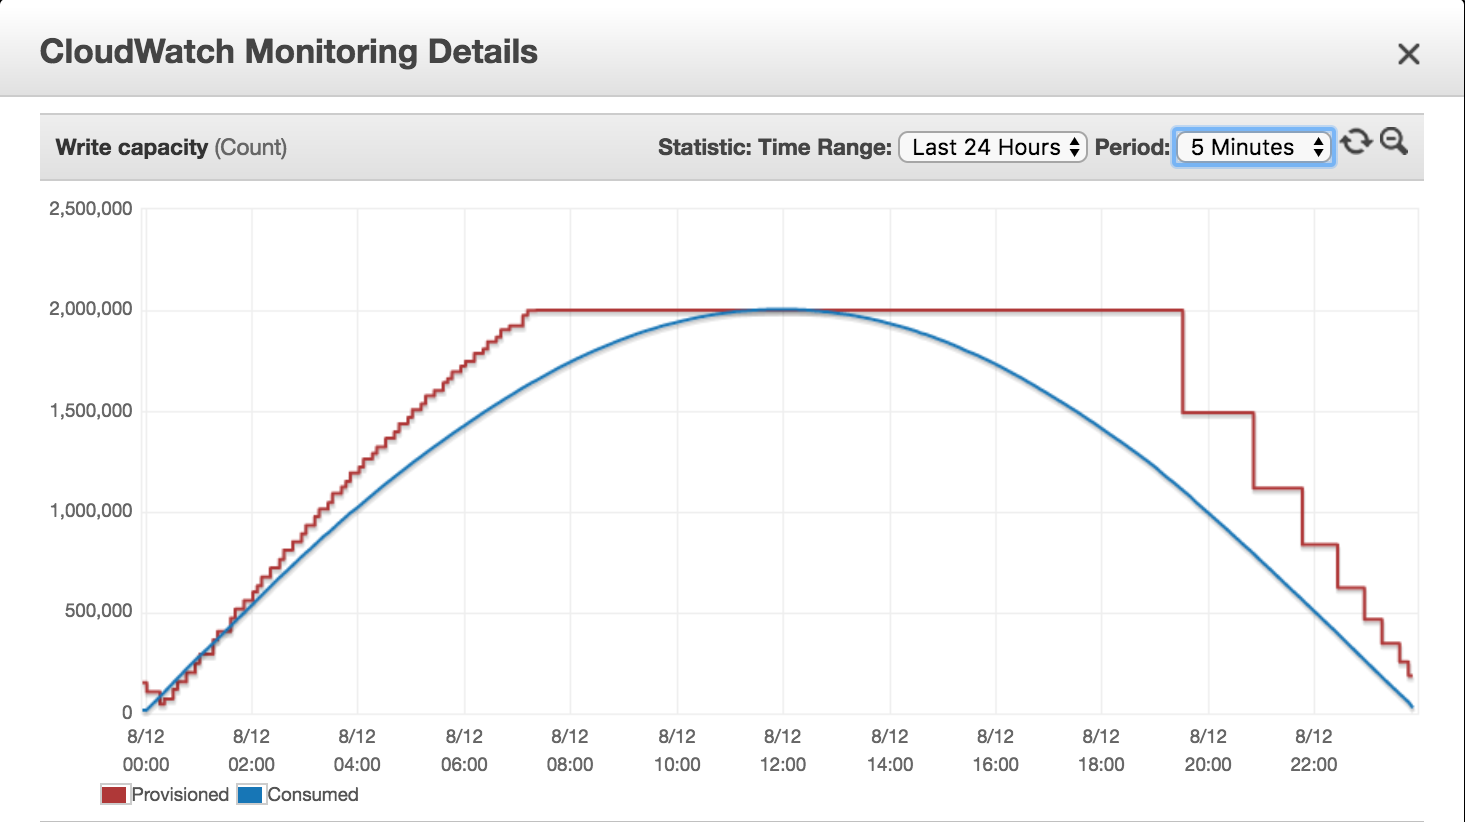 CloudWatch Monitoring Details
Write capacity (Count) Statistic: Time Range: Last 24 Hours Period: 5 Minutes
2,500,000
2,000,000
1,500,000
1,000,000
500,000
0
8/12 8/12 8/12 8/12 8/12 8/12 8/12 8/12 8/12 8/12 8/12 8/12
00:00 02:00 04:00 06:00 08:00 10:00 12:00 14:00 16:00 18:00 20:00 22:00
Provisioned Consumed